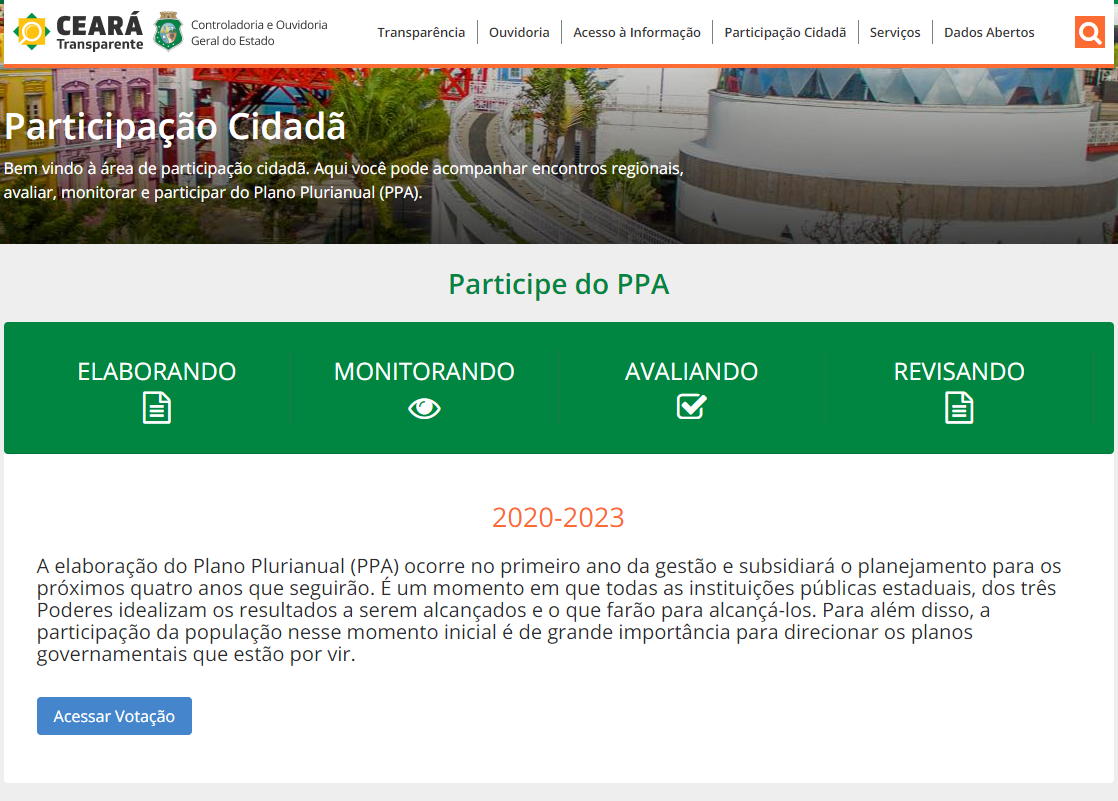 CEARÁ
Transparente
Controladoria e Ouvidoria
Geral do Estado
Transparência
Ouvidoria
Acesso à Informação
Participação Cidadã
Serviços
Dados Abertos
Participação Cidadã
Bem vindo à área de participação cidadã. Aqui você pode acompanhar encontros regionais,
avaliar, monitorar e participar do Plano Plurianual (PPA).
Participe do PPA
ELABORANDO
MONITORANDO
AVALIANDO
REVISANDO
2020-2023
A elaboração do Plano Plurianual (PPA) ocorre no primeiro ano da gestão e subsidiará o planejamento para os
próximos quatro anos que seguirão. É um momento em que todas as instituições públicas estaduais, dos três
Poderes idealizam os resultados a serem alcançados e o que farão para alcançá-los. Para além disso, a
participação da população nesse momento inicial é de grande importância para direcionar os planos
governamentais que estão por vir.
Acessar Votação